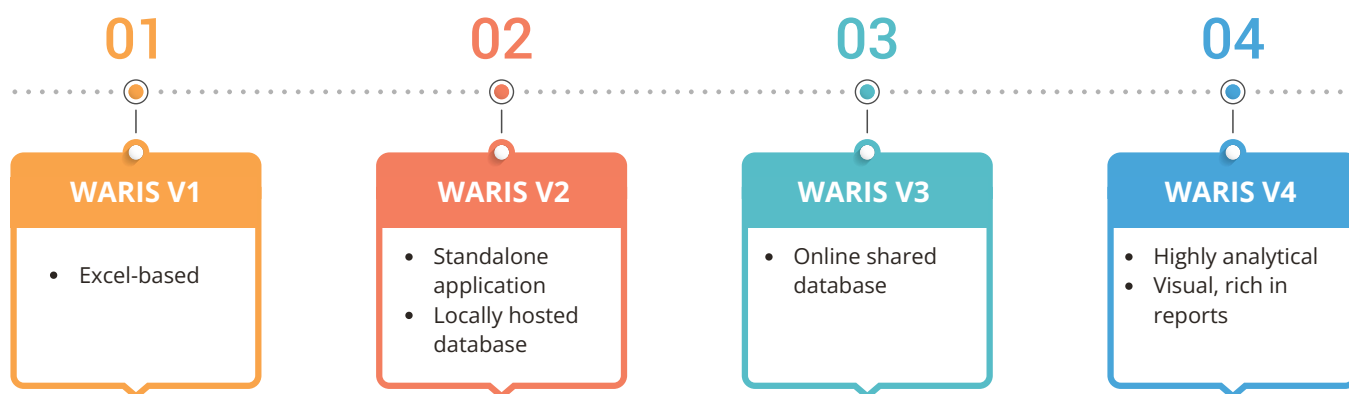 01
02
03
04
WARIS V1
• Excel-based
WARIS V2
• Standalone
application
• Locally hosted
database
WARIS V3
• Online shared
database
WARIS V4
• Highly analytical
• Visual, rich in
reports